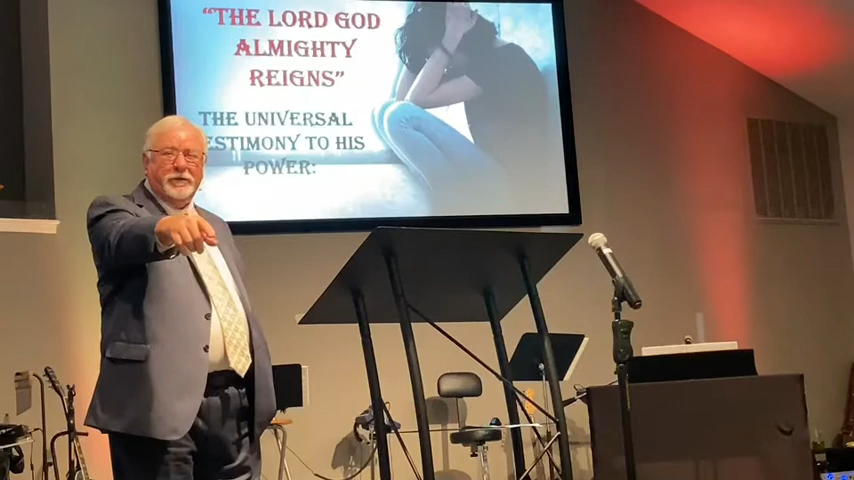 "THE LORD GOD
ALMIGHTY
REIGNS"
THE UNIVERSAL
ESTIMONY TO HIS
POWER: